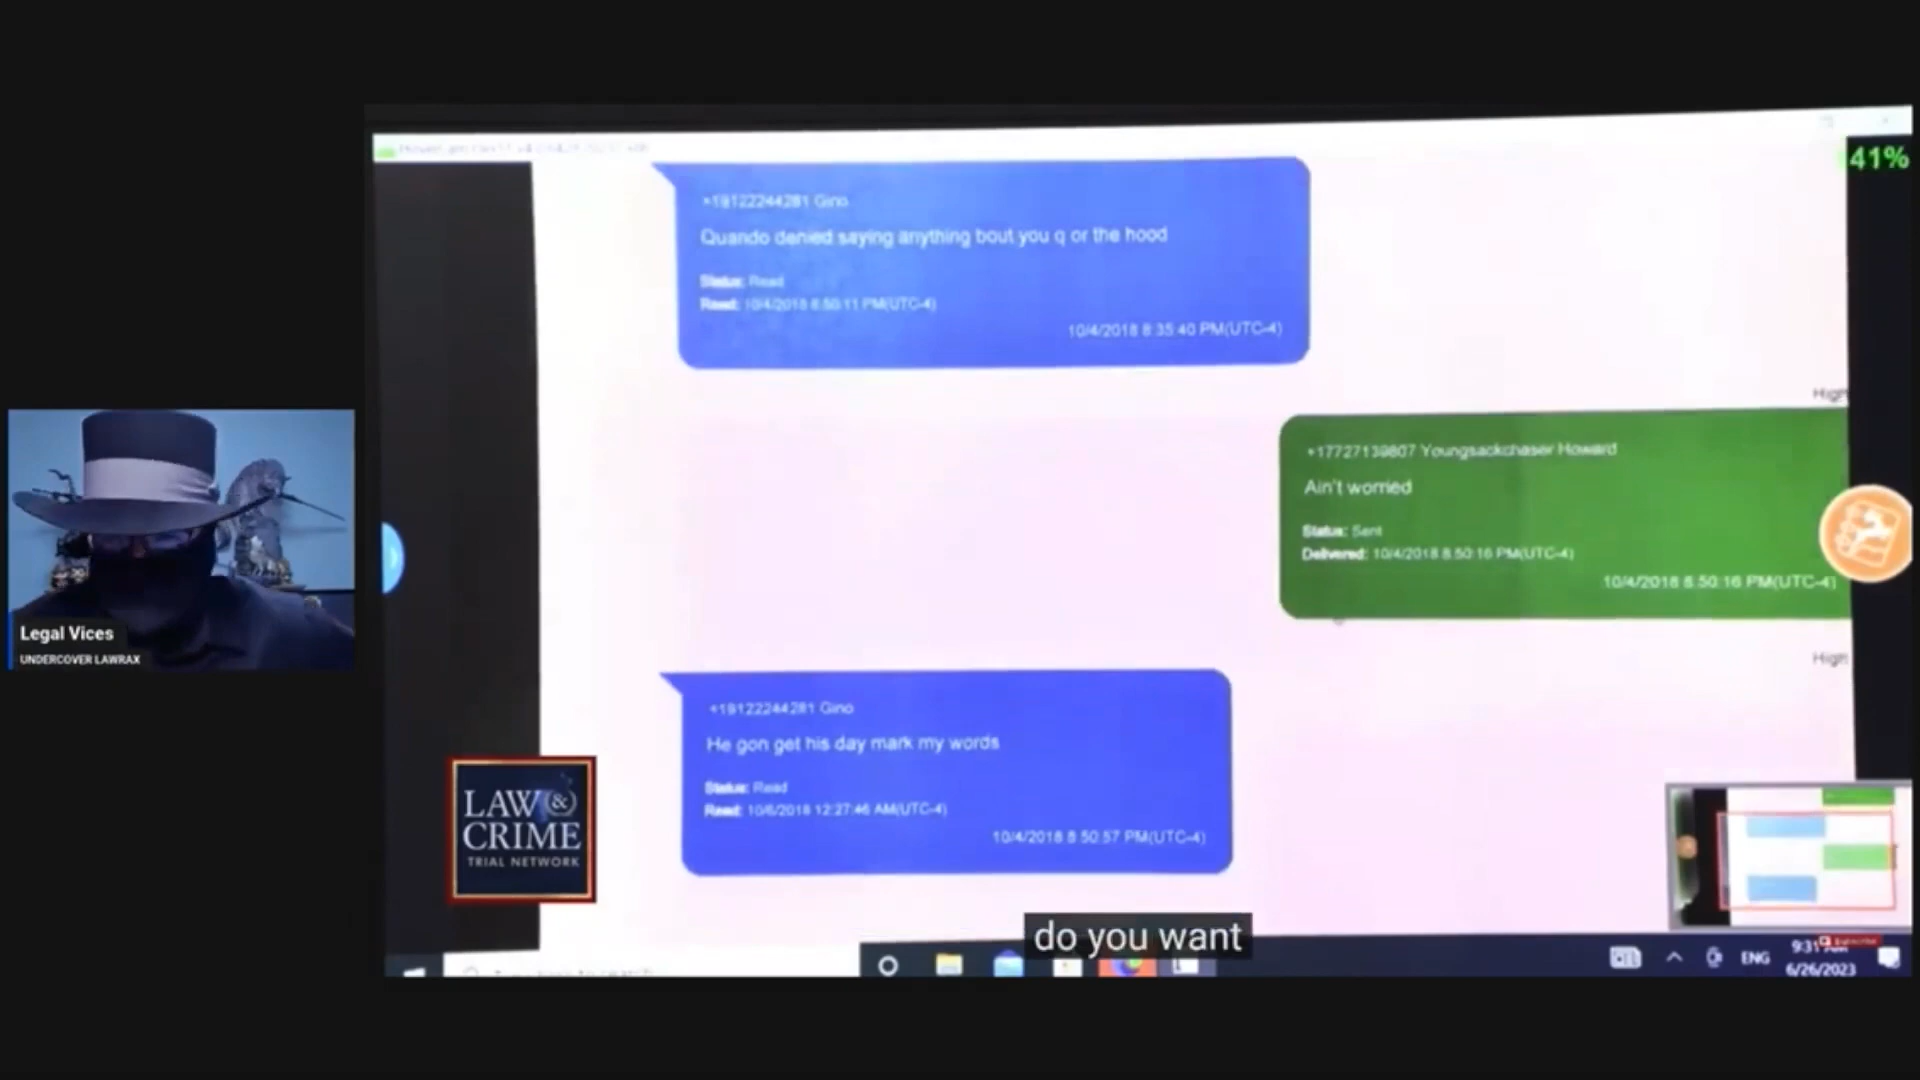 41%
+19122244281 Gino
Quando denied saying anything bout you q or the hood
Status: Read
Read: 10/4/2018 8:50:11 PM(UTC-4)
10/4/2018 8:35:40 PM(UTC-4)
High
+17727139807 Youngsackchaser Howard
Ain't worried
Status: Sent
Delivered: 10/4/2018 8:50:16 PM(UTC-4)
10/4/2018 8:50:16 PM(UTC-4)
High
+19122244281 Gino
He gon get his day mark my words
Status: Read
Read: 10/6/2018 12:27:46 AM(UTC-4)
10/4/2018 8:50:57 PM(UTC-4)
Legal Vices
UNDERCOVER LAWRAX
LAW &
CRIME
TRIAL NETWORK
do you want
ENG
9:31
6/26/2023